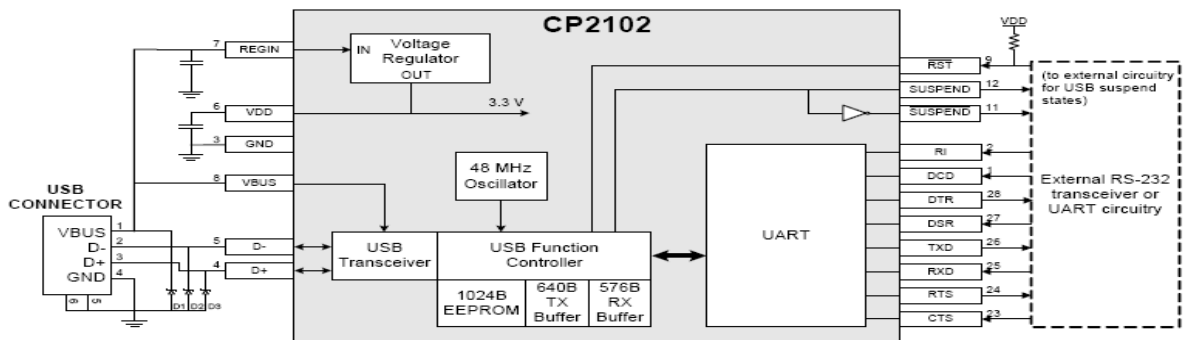 CP2102
USB
CONNECTOR
VBUS
D-
D+
GND
1
2
3
4
6
5
D1
D2
D3
7
REGIN
6
VDD
3
GND
8
VBUS
5
D-
4
D+
IN
Voltage
Regulator
OUT
3.3 V
48 MHz
Oscillator
USB
Transceiver
USB Function
Controller
1024B
EEPROM
640B
TX
Buffer
576B
RX
Buffer
UART
VDD
RST
9
SUSPEND
12
SUSPEND
11
RI
2
DCD
1
DTR
28
DSR
27
TXD
26
RXD
25
RTS
24
CTS
23
(to external circuitry
for USB suspend
states)
External RS-232
transceiver or
UART circuitry